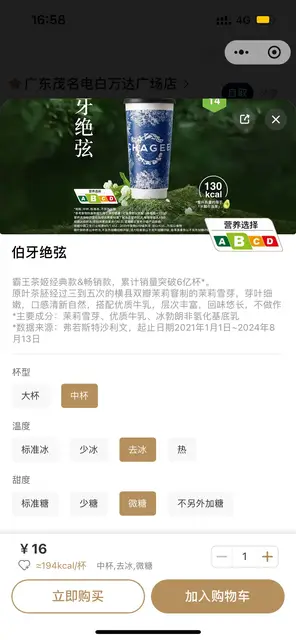 16:58
4G
广东茂名电白万达广场店
自取
牙绝弦
CHAGEE
14
130
kcal
营养选择
A B C D
伯牙绝弦
霸王茶姬经典款&畅销款，累计销量突破6亿杯*。
原叶茶胚经过三到五次的横县双瓣茉莉窨制的茉莉雪芽，芽叶细
嫩，口感清新自然，搭配优质牛乳，层次丰富，回味悠长，不做作
*主要成分：茉莉雪芽、优质牛乳、冰勃朗非氢化基底乳
*数据来源：弗若斯特沙利文，起止日期2021年1月1日~2024年8
月13日
杯型
大杯
中杯
温度
标准冰
少冰
去冰
热
甜度
标准糖
少糖
微糖
不另外加糖
￥16
≈194kcal/杯
中杯,去冰,微糖
1
立即购买
加入购物车